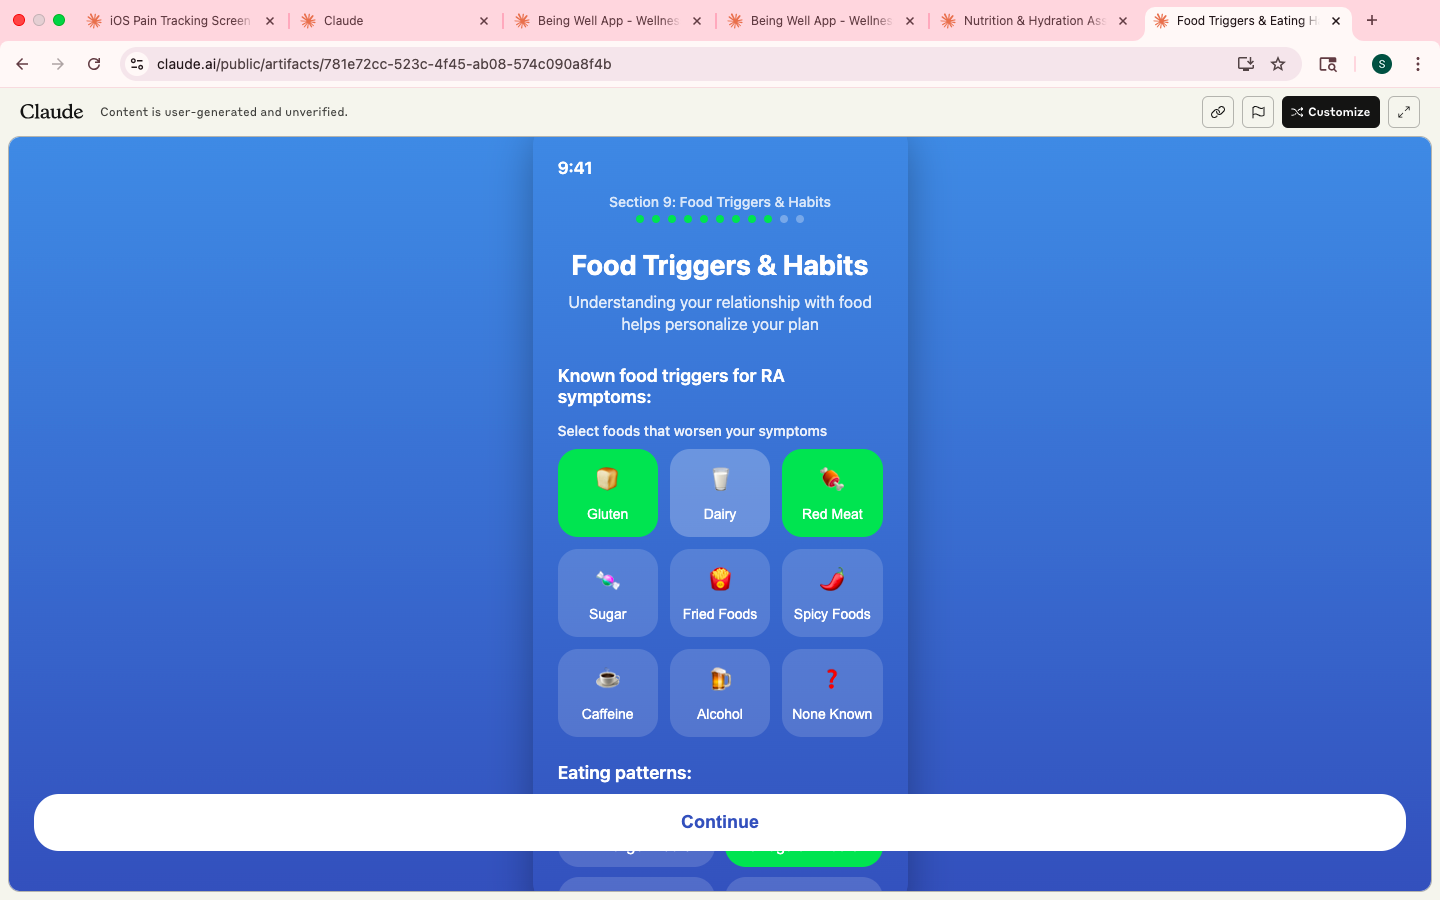 iOS Pain Tracking Screen
Claude
Being Well App - Wellnes
Being Well App - Wellnes
Nutrition & Hydration As
Food Triggers & Eating H
claude.ai/public/artifacts/781e72cc-523c-4f45-ab08-574c090a8f4b
S
Claude
Content is user-generated and unverified.
Customize
9:41
Section 9: Food Triggers & Habits
Food Triggers & Habits
Understanding your relationship with food
helps personalize your plan
Known food triggers for RA
symptoms:
Select foods that worsen your symptoms
Gluten
Dairy
Red Meat
Sugar
Fried Foods
Spicy Foods
Caffeine
Alcohol
None Known
Eating patterns:
Continue